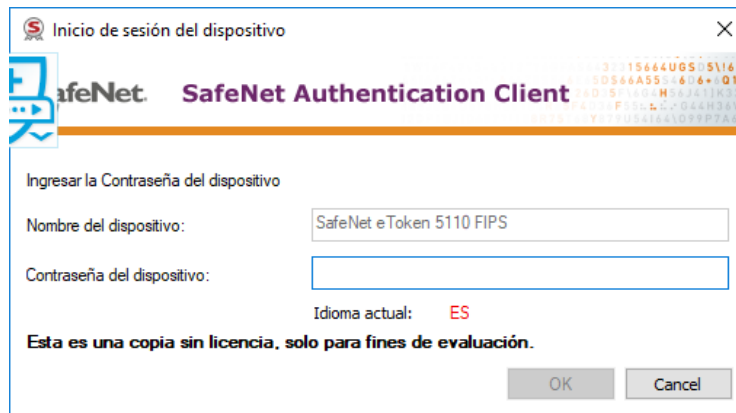 Inicio de sesión del dispositivo
afeNet. SafeNet Authentication Client
Ingresar la Contraseña del dispositivo
Nombre del dispositivo: SafeNet eToken 5110 FIPS
Contraseña del dispositivo:
Idioma actual: ES
Esta es una copia sin licencia, solo para fines de evaluación.
OK Cancel